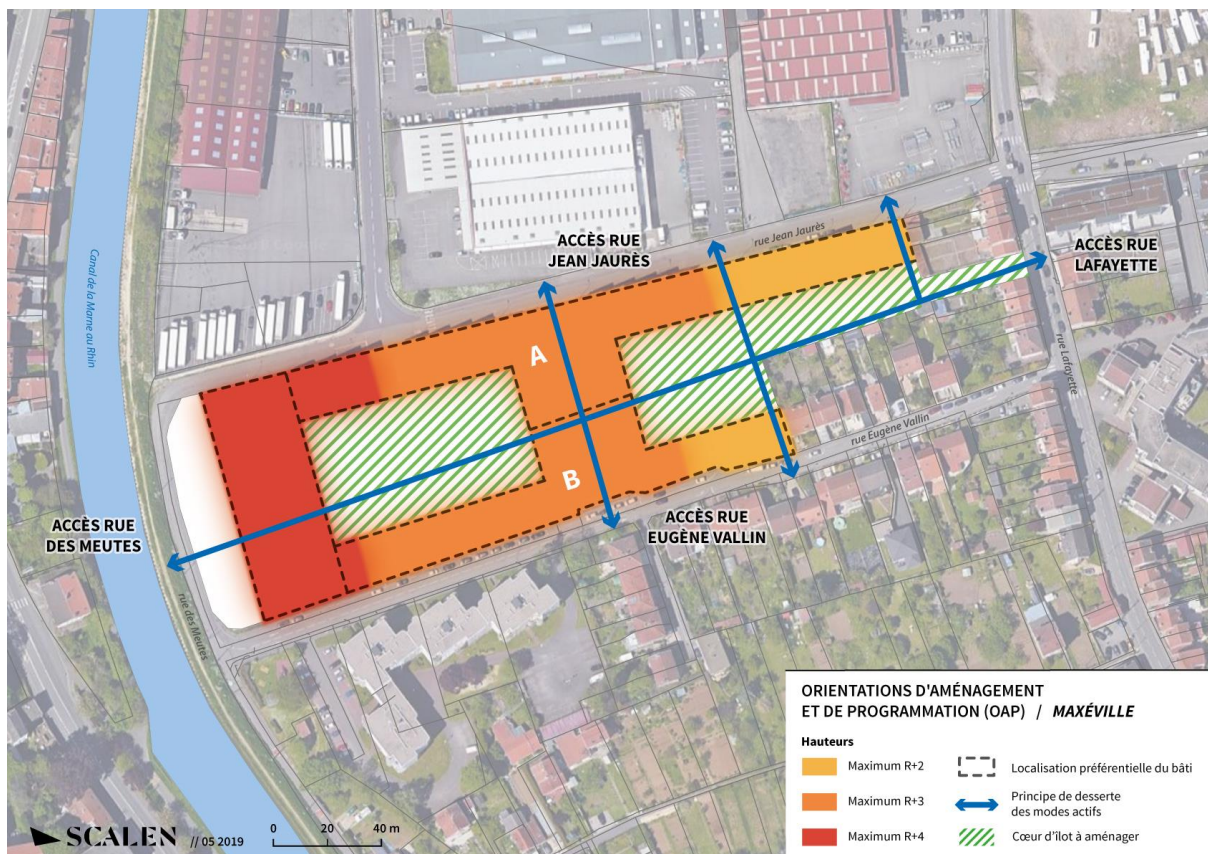 Canal de la Marne au Rhin
rue Jean Jaurès
ACCÈS RUE
JEAN JAURÈS
ACCÈS RUE
LAFAYETTE
A
rue Lafayette
rue Eugène Vallin
B
ACCÈS RUE
DES MEUTES
ACCÈS RUE
EUGÈNE VALLIN
rue des Meutes
ORIENTATIONS D'AMÉNAGEMENT
ET DE PROGRAMMATION (OAP) / MAXÉVILLE
Hauteurs
Maximum R+2
Maximum R+3
Maximum R+4
Localisation préférentielle du bâti
Principe de desserte
des modes actifs
Cœur d'îlot à aménager
SCALEN // 05 2019
0 20 40 m